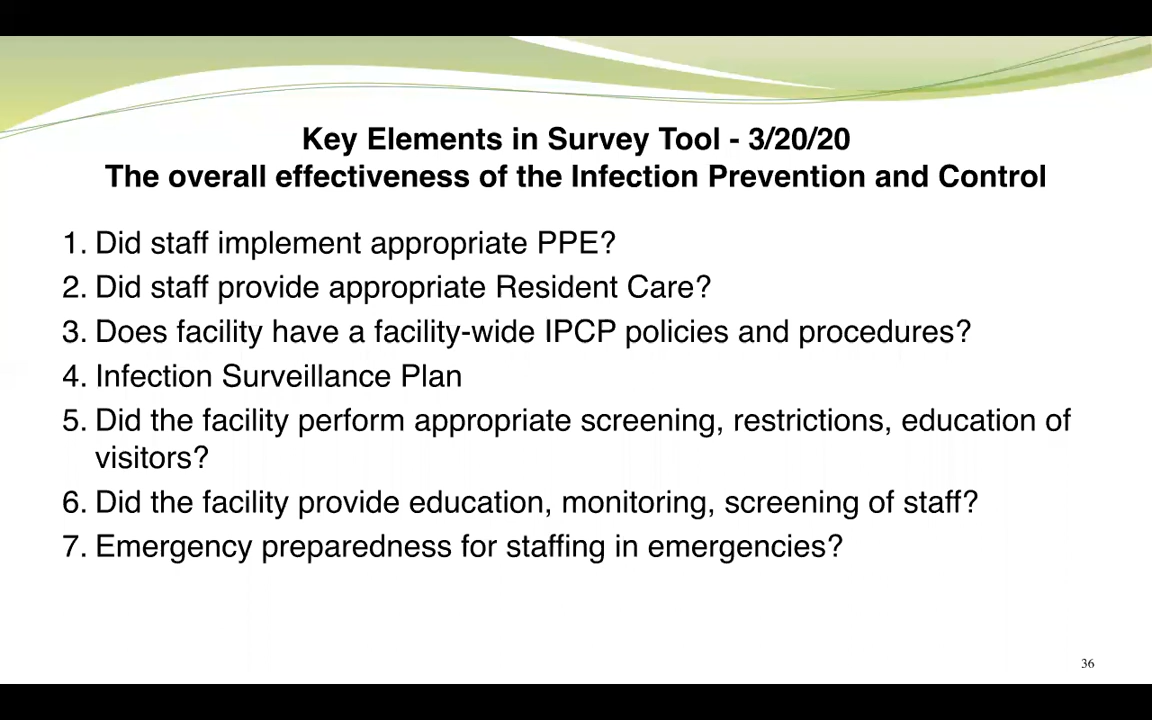 Key Elements in Survey Tool - 3/20/20
The overall effectiveness of the Infection Prevention and Control
1. Did staff implement appropriate PPE?
2. Did staff provide appropriate Resident Care?
3. Does facility have a facility-wide IPCP policies and procedures?
4. Infection Surveillance Plan
5. Did the facility perform appropriate screening, restrictions, education of
visitors?
6. Did the facility provide education, monitoring, screening of staff?
7. Emergency preparedness for staffing in emergencies?
36